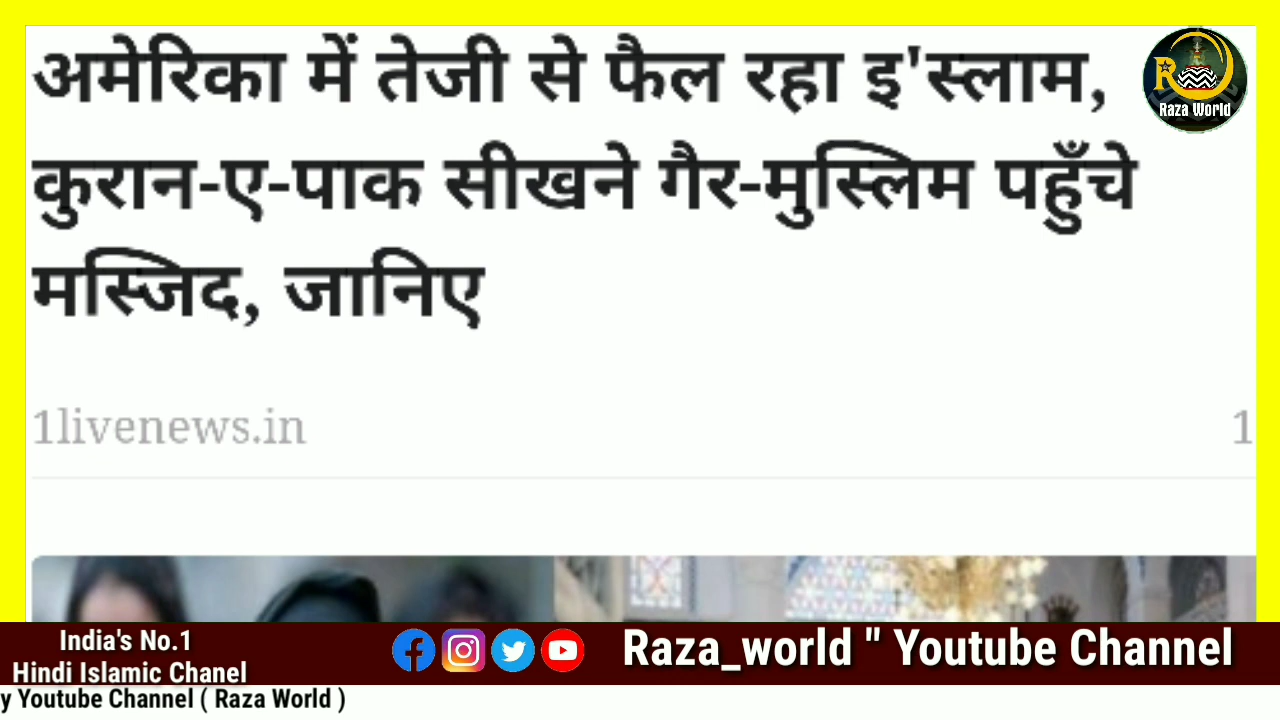 अमेरिका में तेजी से फैल रहा इ'स्लाम,
कुरान-ए-पाक सीखने गैर-मुस्लिम पहुँचे
मस्जिद, जानिए
R
Raza World
1livenews.in
1
India's No.1
Hindi Islamic Chanel
Raza_world " Youtube Channel
y Youtube Channel ( Raza World )